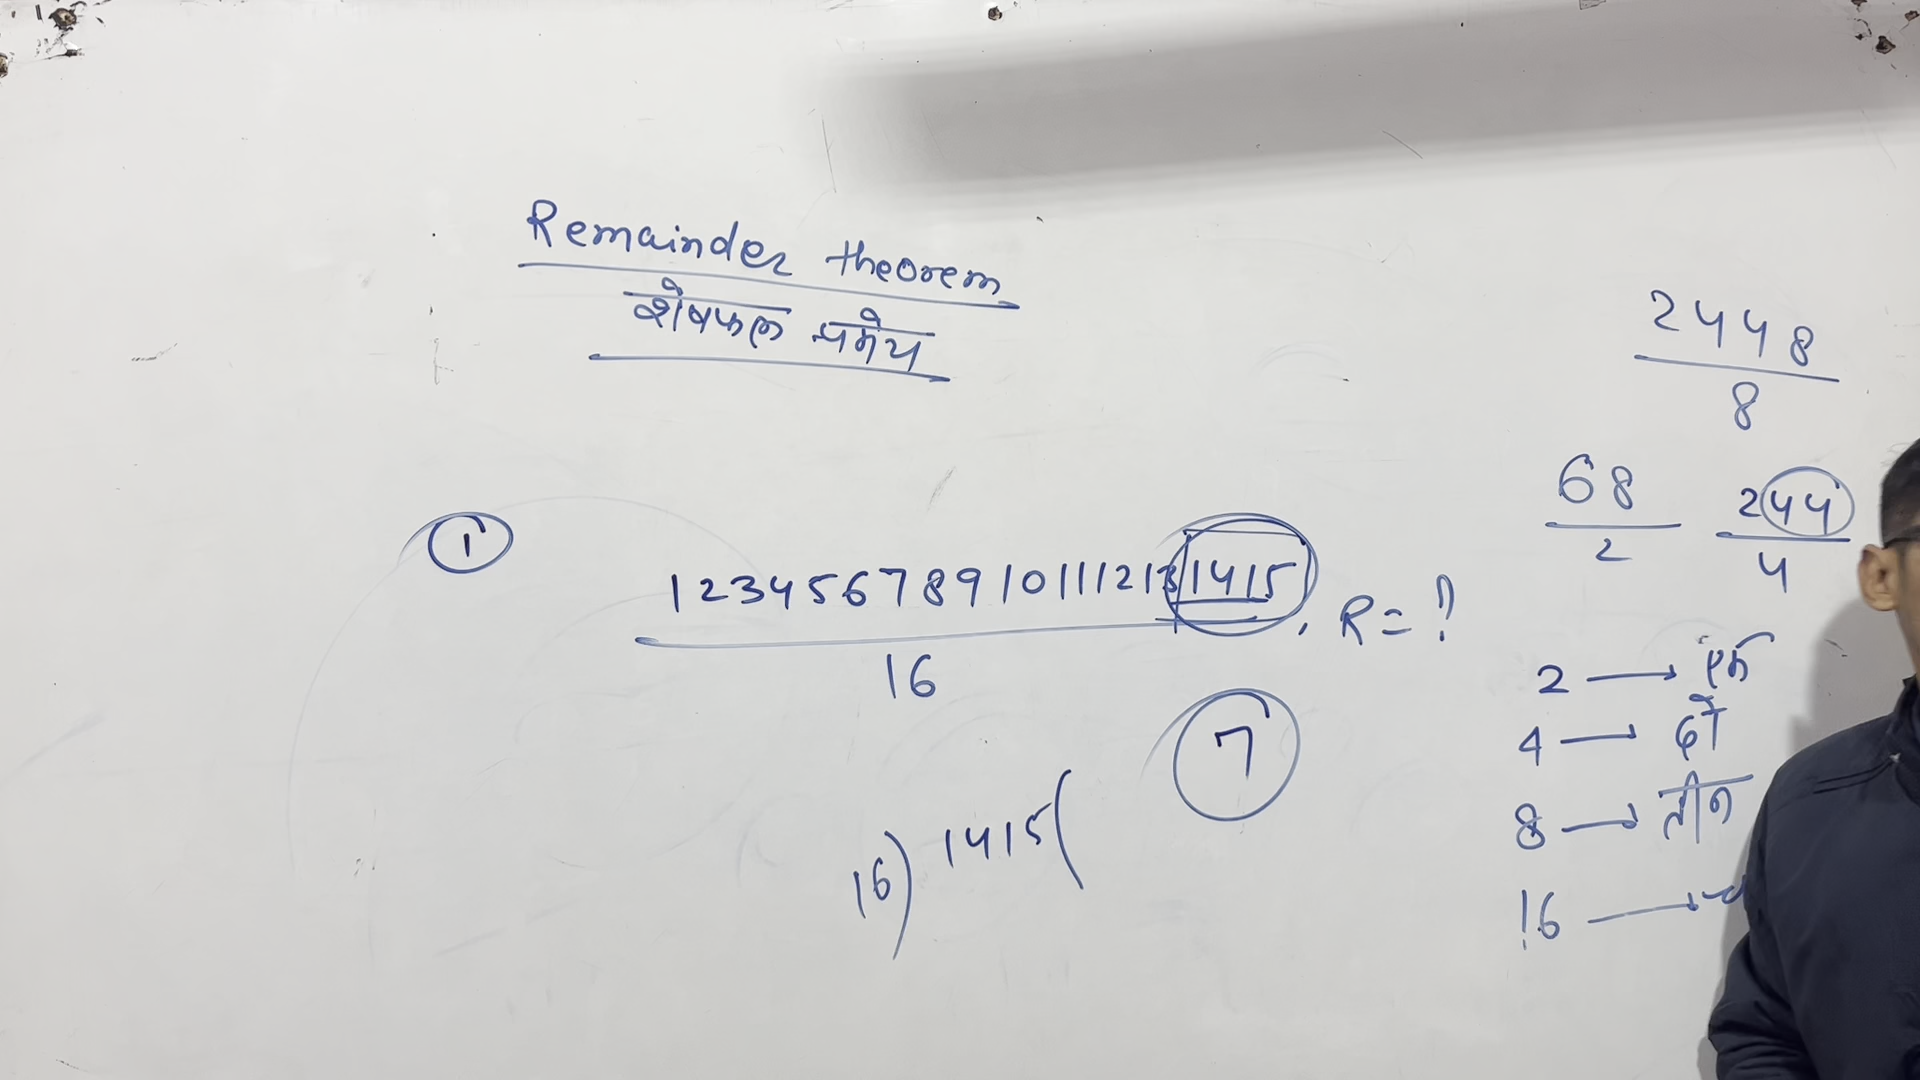 Remainder theorem
शेषफल प्रमेय
2448
8
68
2
244
4
1
123456789101112131415
16
, R = ?
7
16) 1415 (
2 → एक
4 → दो
8 → तीन
16 →